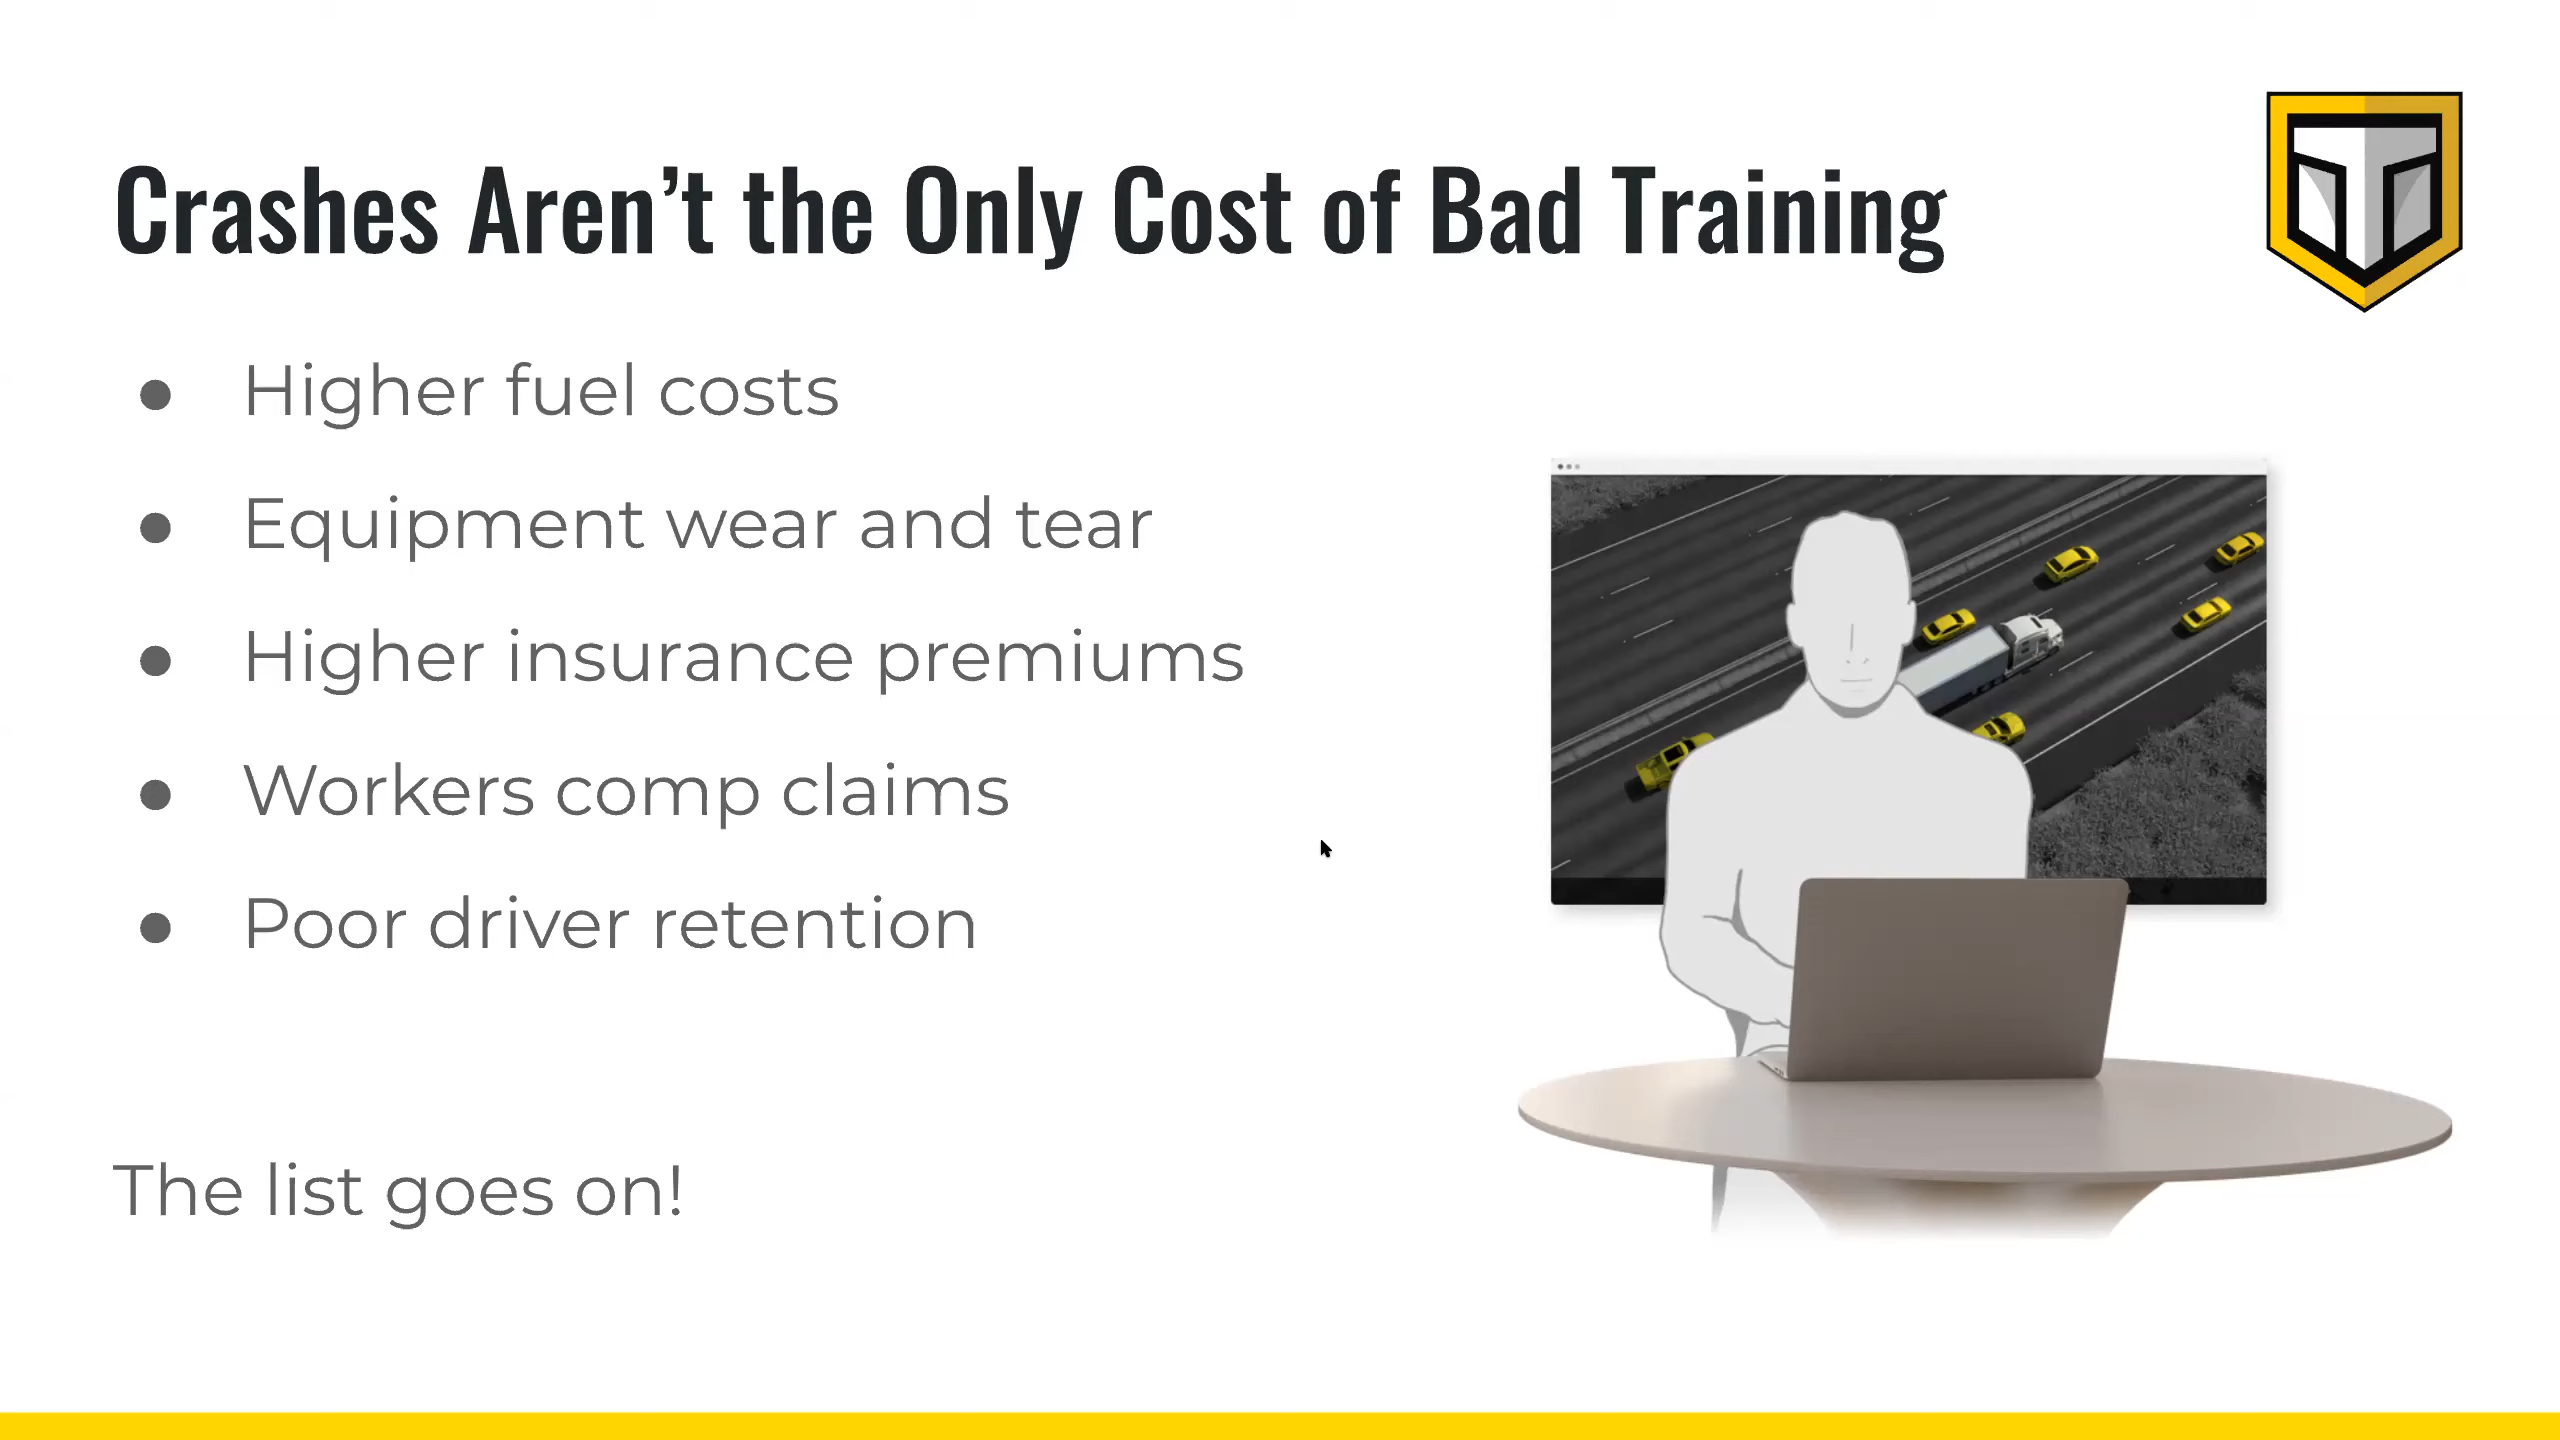 Crashes Aren’t the Only Cost of Bad Training
● Higher fuel costs
● Equipment wear and tear
● Higher insurance premiums
● Workers comp claims
● Poor driver retention
The list goes on!